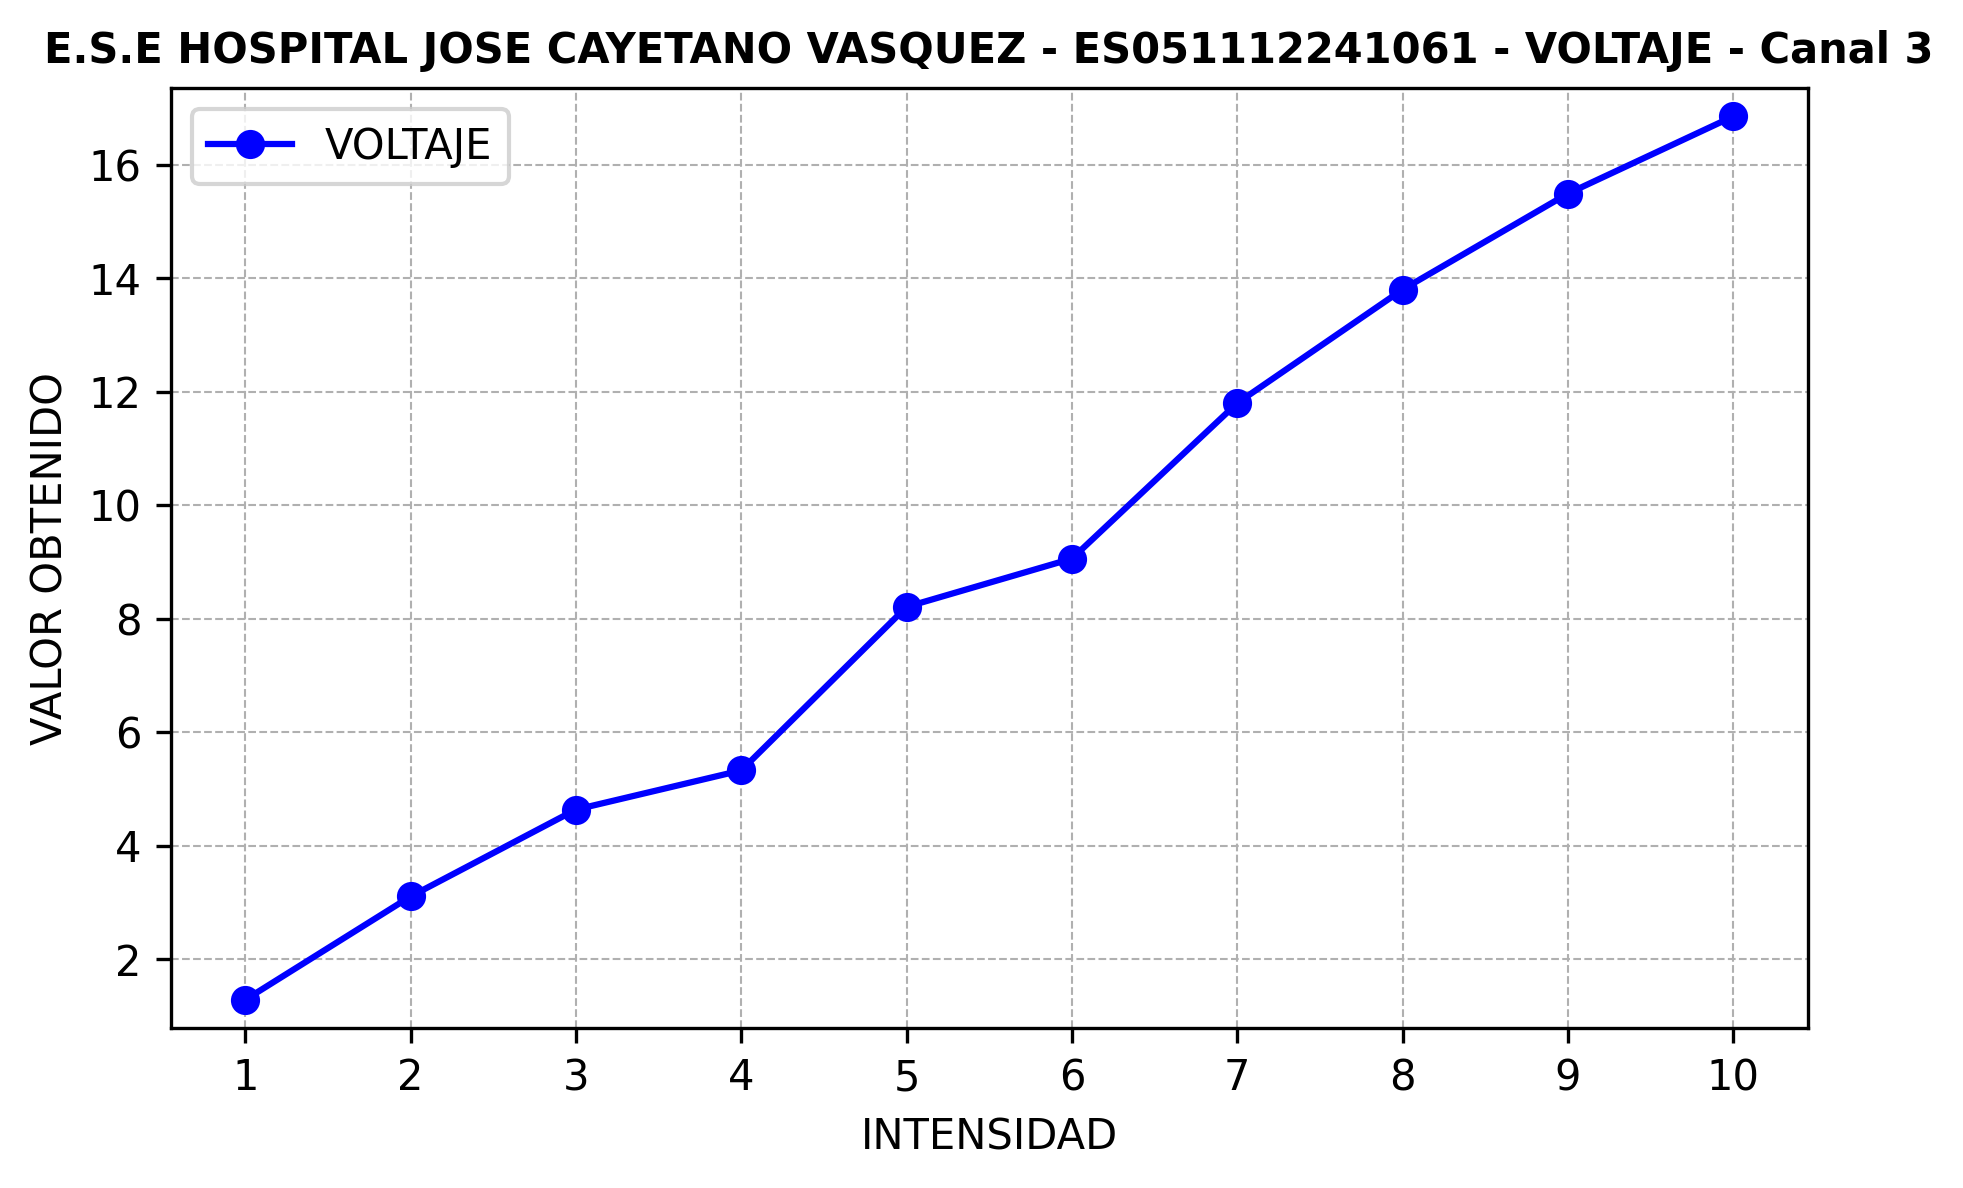 E.S.E HOSPITAL JOSE CAYETANO VASQUEZ - ES051112241061 - VOLTAJE - Canal 3
VOLTAJE
16
14
12
10
8
6
4
2
VALOR OBTENIDO
1 2 3 4 5 6 7 8 9 10
INTENSIDAD